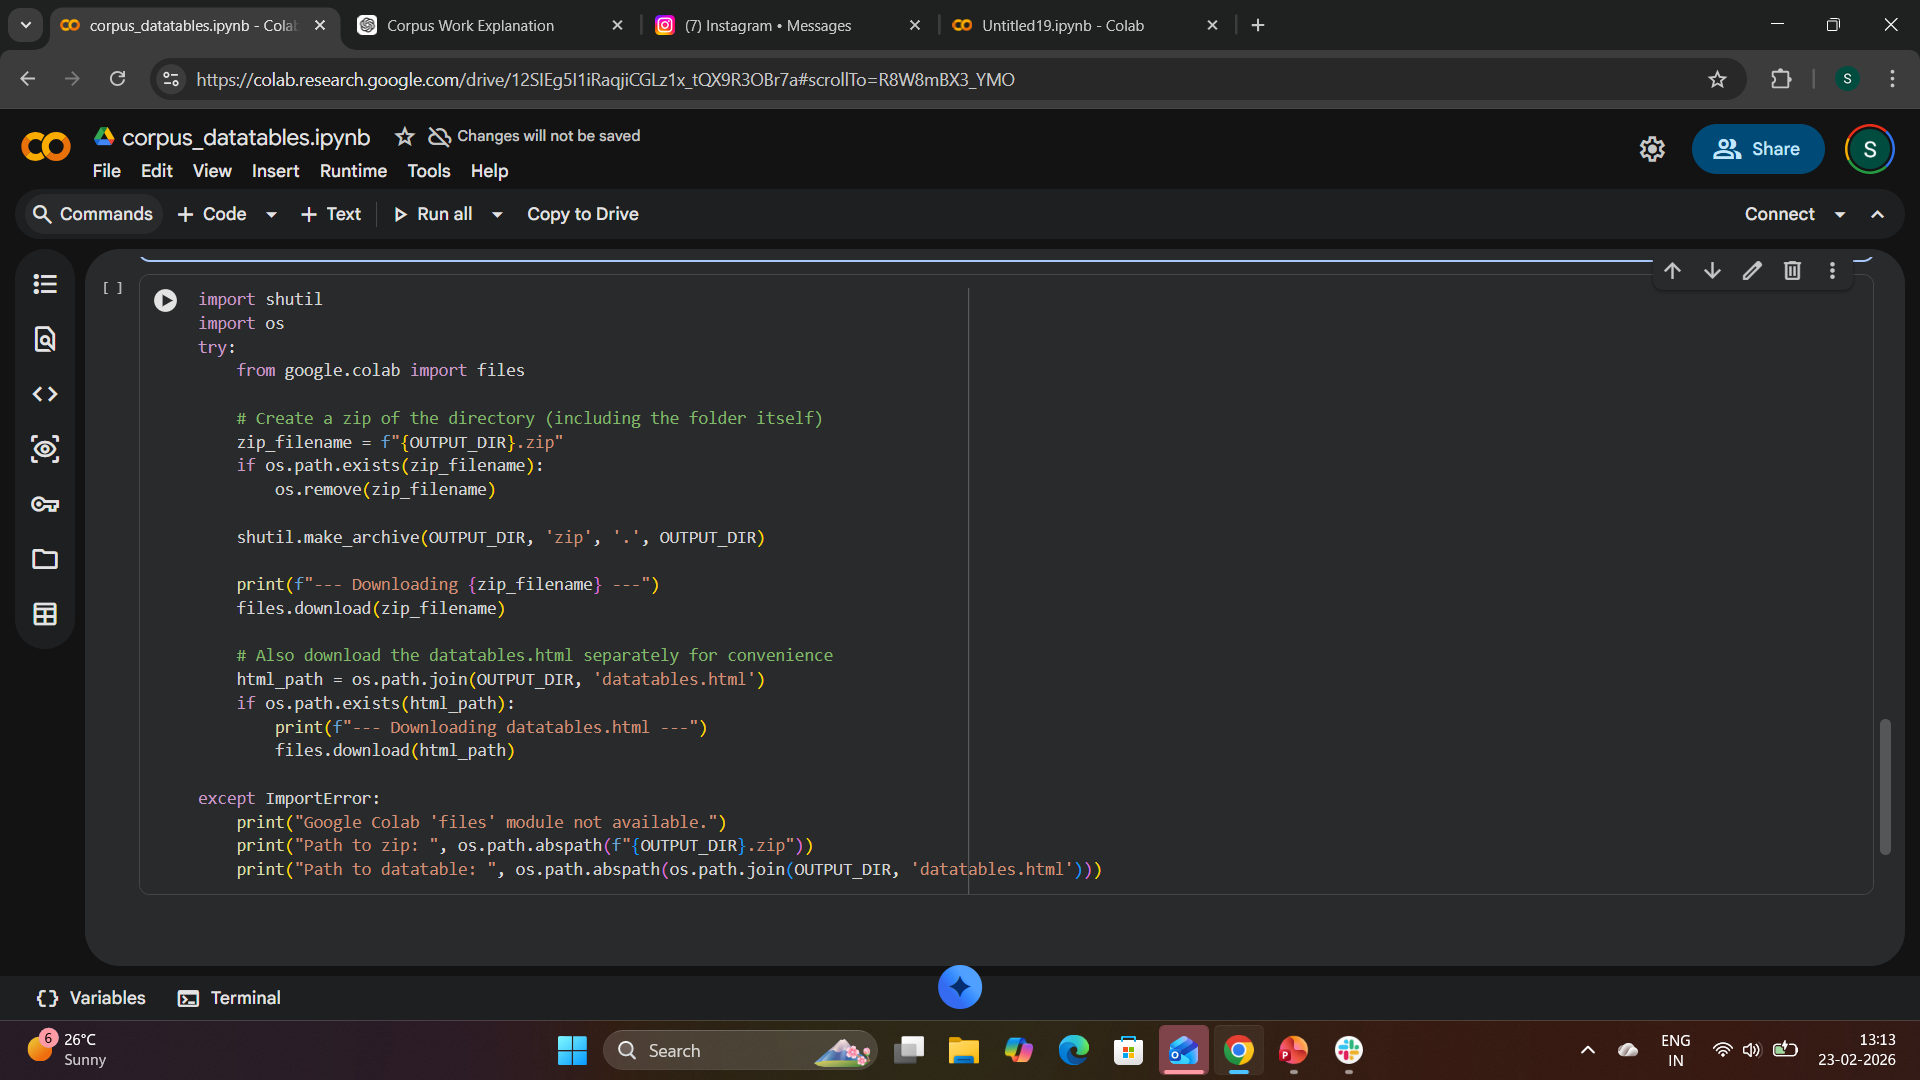 corpus_datatables.ipynb - Colab
Corpus Work Explanation
(7) Instagram • Messages
Untitled19.ipynb - Colab
https://colab.research.google.com/drive/12SIEg5I1iRaqjiCGLz1x_tQX9R3OBr7a#scrollTo=R8W8mBX3_YMO
S
corpus_datatables.ipynb
Changes will not be saved
File Edit View Insert Runtime Tools Help
Share
S
Commands + Code + Text Run all Copy to Drive
Connect
[ ]
import shutil
import os
try:
    from google.colab import files

    # Create a zip of the directory (including the folder itself)
    zip_filename = f"{OUTPUT_DIR}.zip"
    if os.path.exists(zip_filename):
        os.remove(zip_filename)

    shutil.make_archive(OUTPUT_DIR, 'zip', '.', OUTPUT_DIR)

    print(f"--- Downloading {zip_filename} ---")
    files.download(zip_filename)

    # Also download the datatables.html separately for convenience
    html_path = os.path.join(OUTPUT_DIR, 'datatables.html')
    if os.path.exists(html_path):
        print(f"--- Downloading datatables.html ---")
        files.download(html_path)

except ImportError:
    print("Google Colab 'files' module not available.")
    print("Path to zip: ", os.path.abspath(f"{OUTPUT_DIR}.zip"))
    print("Path to datatable: ", os.path.abspath(os.path.join(OUTPUT_DIR, 'datatables.html')))
Variables
Terminal
6
26°C
Sunny
Search
ENG
IN
13:13
23-02-2026